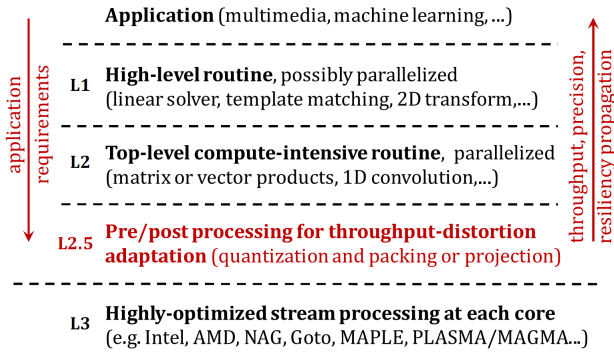 Application (multimedia, machine learning, ...)
L1 High-level routine, possibly parallelized
(linear solver, template matching, 2D transform,...)
L2 Top-level compute-intensive routine, parallelized
(matrix or vector products, 1D convolution,...)
L2.5 Pre/post processing for throughput-distortion
adaptation (quantization and packing or projection)
L3 Highly-optimized stream processing at each core
(e.g. Intel, AMD, NAG, Goto, MAPLE, PLASMA/MAGMA...)
application
requirements
throughput, precision,
resiliency propagation